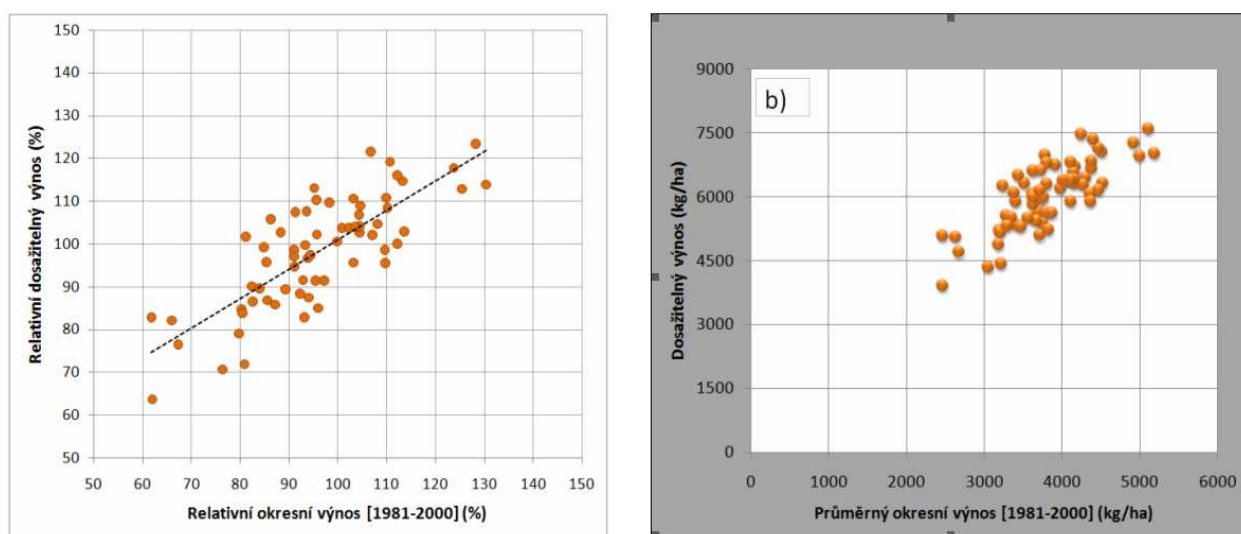 150
140
130
120
110
100
90
80
70
60
50
Relativní dosažitelný výnos (%)
50 60 70 80 90 100 110 120 130 140 150
Relativní okresní výnos [1981-2000] (%)
b)
9000
7500
6000
4500
3000
1500
0
Dosažitelný výnos (kg/ha)
0 1000 2000 3000 4000 5000 6000
Průměrný okresní výnos [1981-2000] (kg/ha)